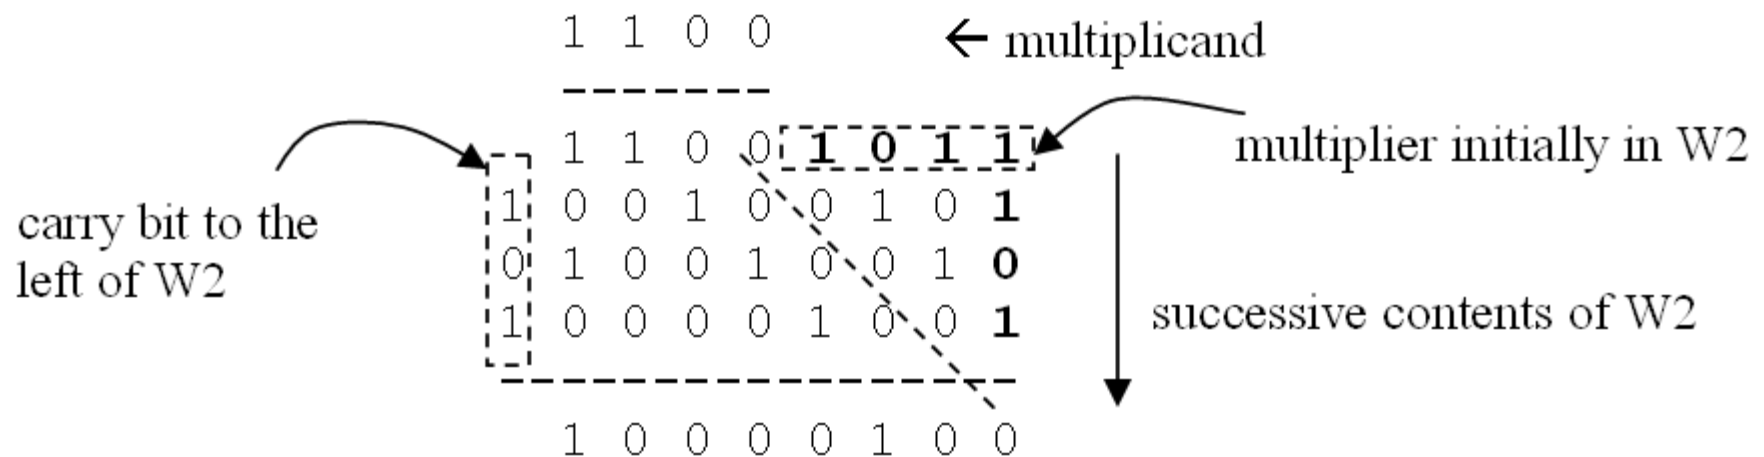 1 1 0 0 ← multiplicand
1 1 0 0 1 0 1 1 multiplier initially in W2
1 0 0 1 0 0 1 0 1
carry bit to the
0 1 0 0 1 0 0 1 0
left of W2
1 0 0 0 0 1 0 0 1 successive contents of W2
1 0 0 0 0 1 0 0